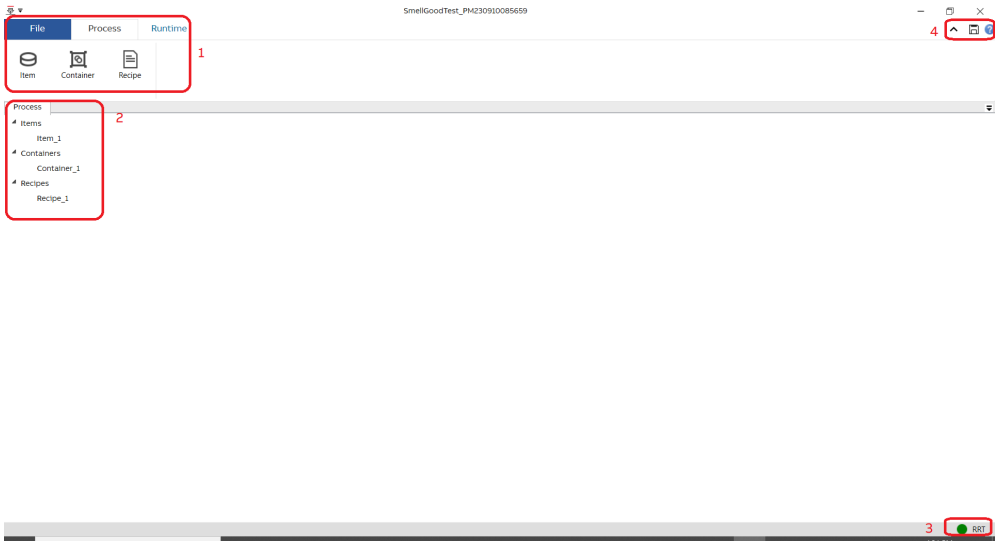 SmellGoodTest_PM230910085659
File Process Runtime
4
1
Item Container Recipe
Process
2
Items
Item_1
Containers
Container_1
Recipes
Recipe_1
3
RRT